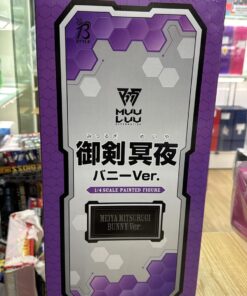 B
STYLE
MUV
LUV
みつるぎ めいや
御剣 冥夜
バニーVer.
1/4 SCALE PAINTED FIGURE
MEIYA MITSURUGI
BUNNY Ver.